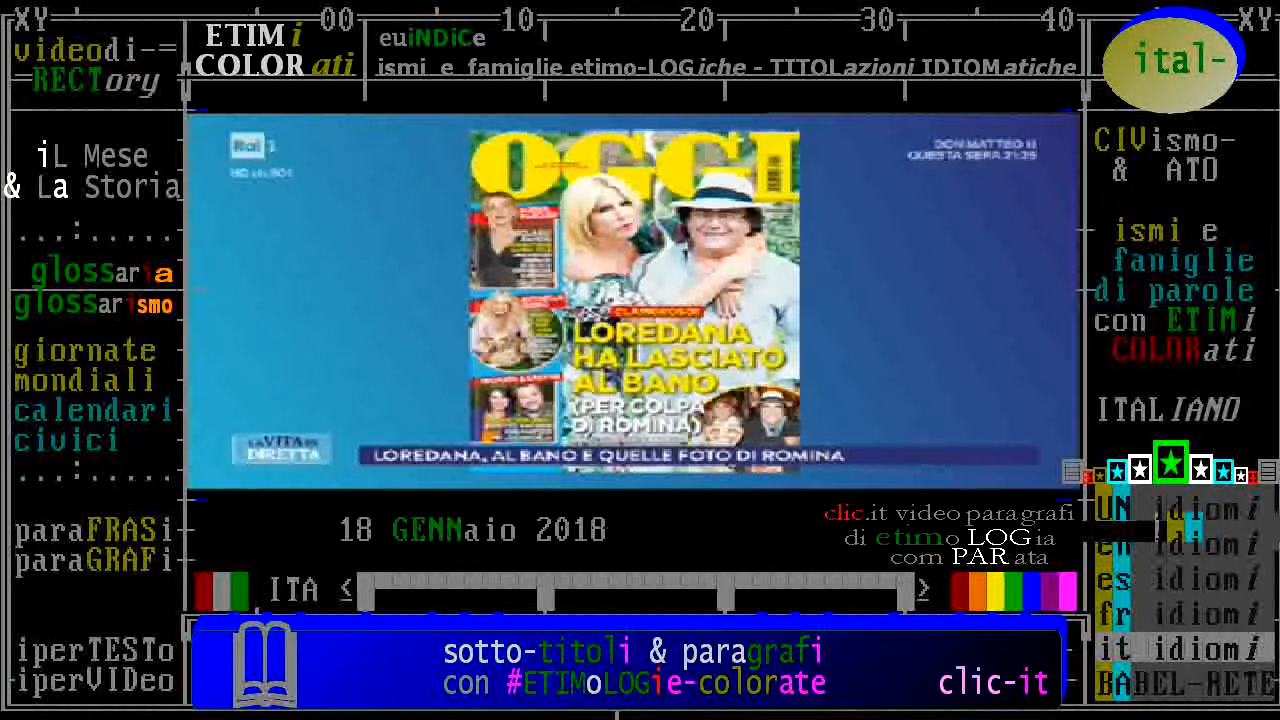 XY 00 10 20 30 40 XY
videodi-=
=RECTory
ETIMi
COLORati
euiNDiCe
ismi e famiglie etimo-LOGiche - TITOLazioni IDIOMatiche
ital-
iL Mese
& La Storia
...:.....
glossaria
glossarismo
giornate
mondiali
calendari
civici
...:.....
paraFRASi
paraGRAFi
iperTESTo
-iperVIDeo
Rai 1
DON MATTEO 11
QUESTA SERA 21:25
OGGI
LOREDANA
HA LASCIATO
AL BANO
(PER COLPA
DI ROMINA)
LA VITA IN
DIRETTA
LOREDANA, AL BANO E QUELLE FOTO DI ROMINA
18 GENNaio 2018
clic.it video paragrafi
di etimoLOGia
comPARata
ITA < >
sotto-titoli & paragrafi
con #ETIMoLOGie-colorate
clic-it
CIVismo-
& ATO
ismi e
faniglie
di parole
con ETIMi
COLORati
ITALIANO
UN idiomi
en idiomi
es idiomi
fr idiomi
it idiomi
BABEL-RETE